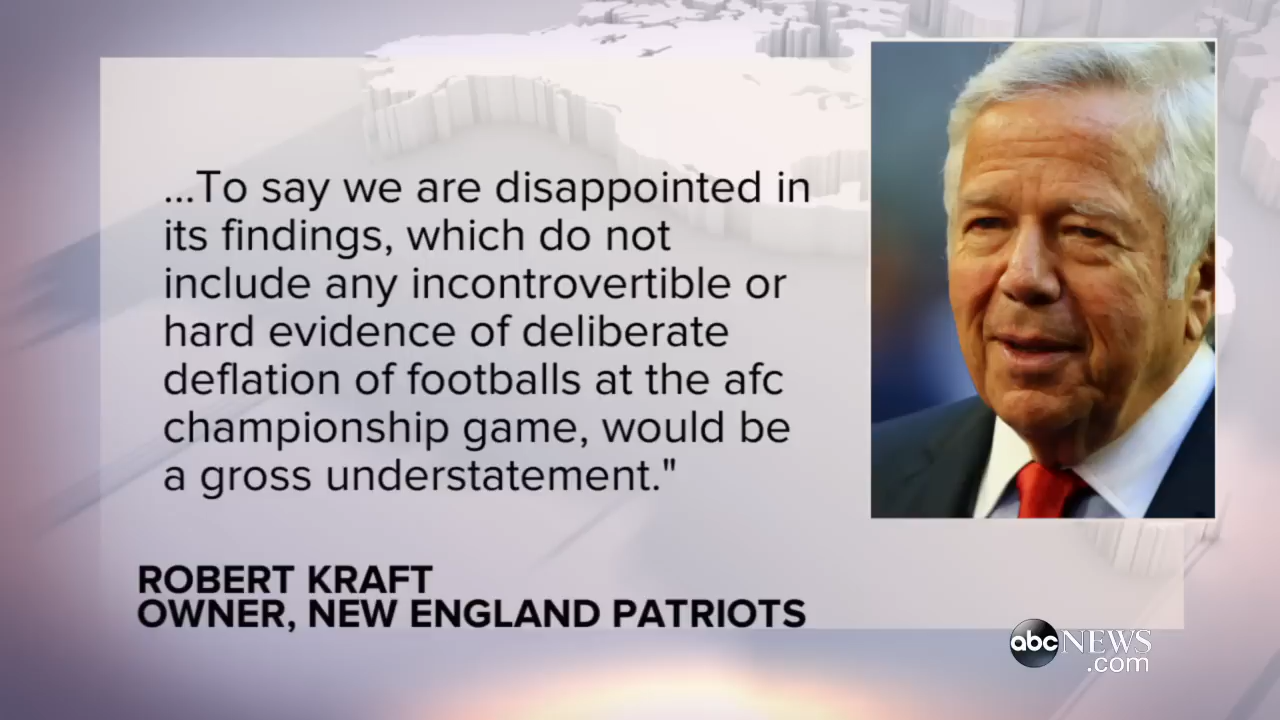 ...To say we are disappointed in
its findings, which do not
include any incontrovertible or
hard evidence of deliberate
deflation of footballs at the afc
championship game, would be
a gross understatement."
ROBERT KRAFT
OWNER, NEW ENGLAND PATRIOTS
abc NEWS
.com